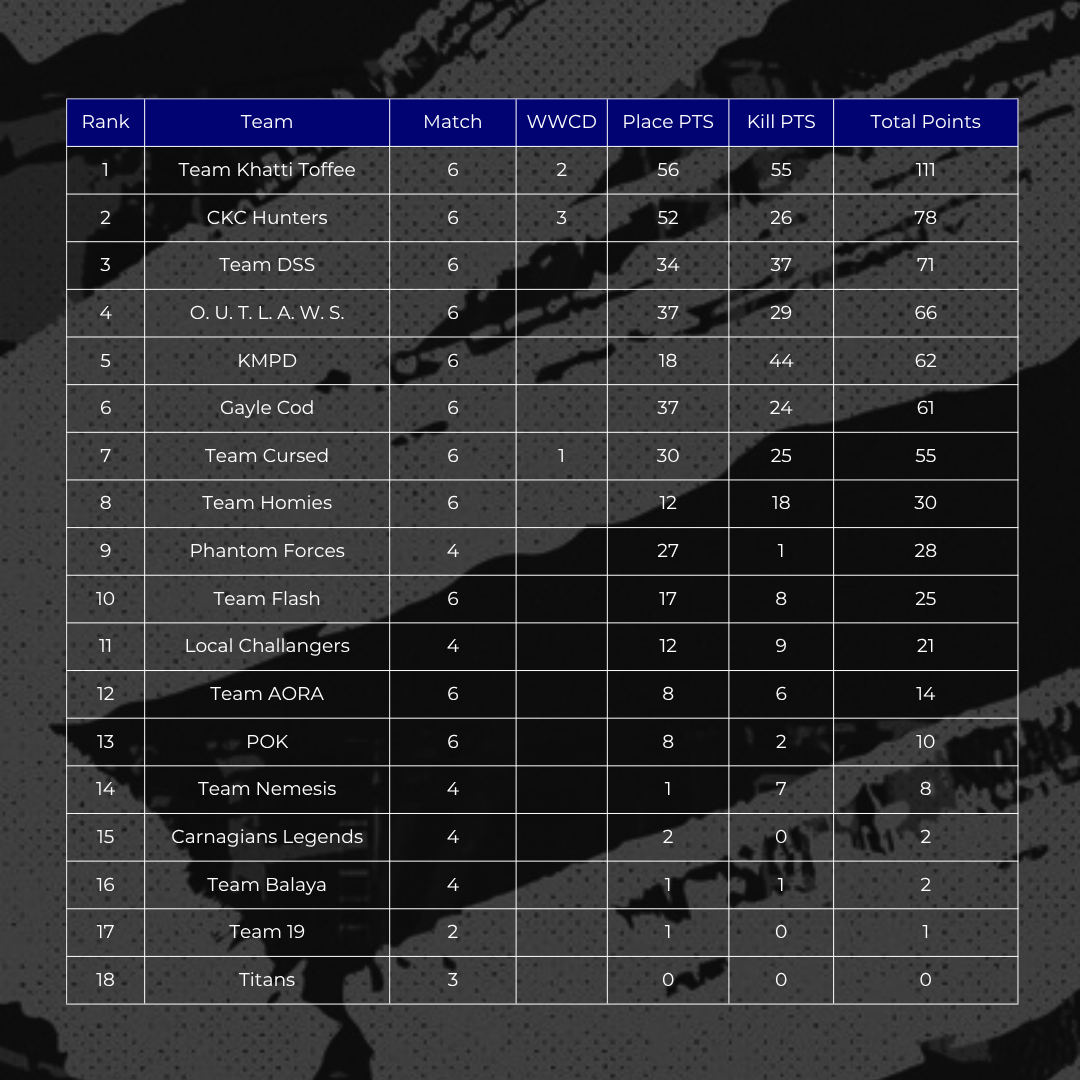 Rank Team Match WWCD Place PTS Kill PTS Total Points
1 Team Khatti Toffee 6 2 56 55 111
2 CKC Hunters 6 3 52 26 78
3 Team DSS 6 34 37 71
4 O. U. T. L. A. W. S. 6 37 29 66
5 KMPD 6 18 44 62
6 Gayle Cod 6 37 24 61
7 Team Cursed 6 1 30 25 55
8 Team Homies 6 12 18 30
9 Phantom Forces 4 27 1 28
10 Team Flash 6 17 8 25
11 Local Challangers 4 12 9 21
12 Team AORA 6 8 6 14
13 POK 6 8 2 10
14 Team Nemesis 4 1 7 8
15 Carnagians Legends 4 2 0 2
16 Team Balaya 4 1 1 2
17 Team 19 2 1 0 1
18 Titans 3 0 0 0